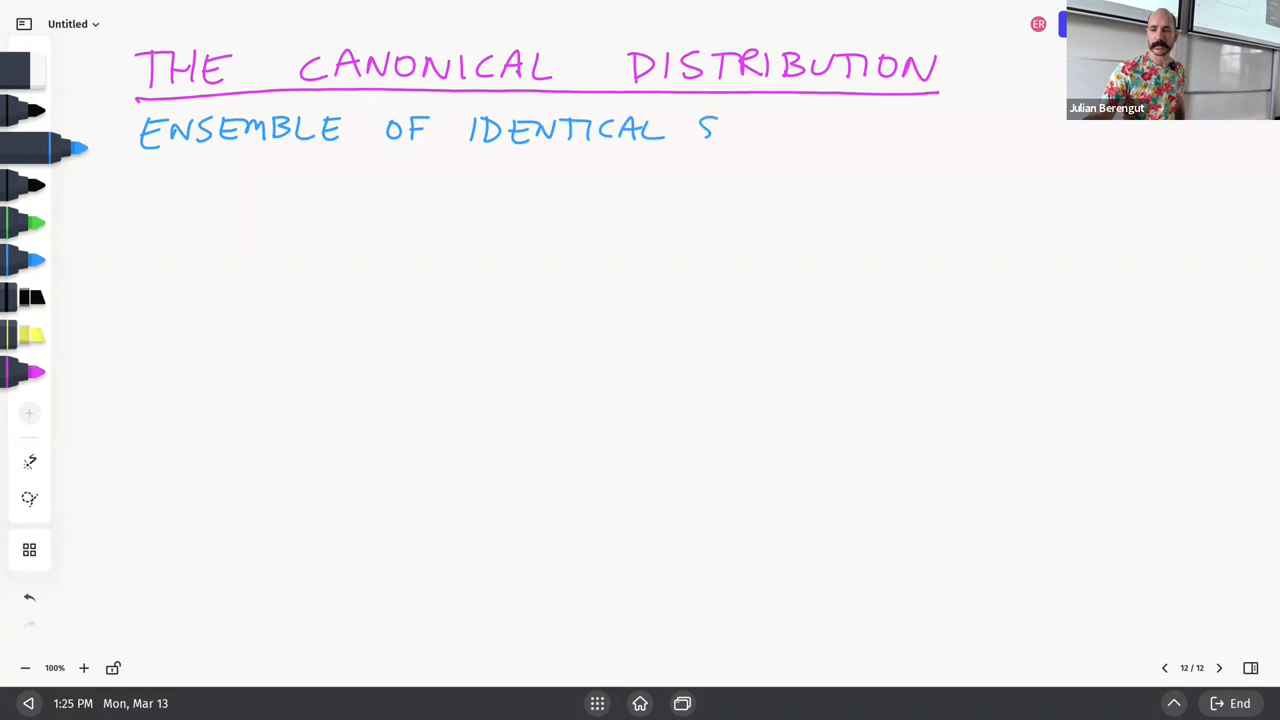 Untitled
ER
THE CANONICAL DISTRIBUTION
Julian Berengut
ENSEMBLE OF IDENTICAL S
100%
12 / 12
1:25 PM Mon, Mar 13
End